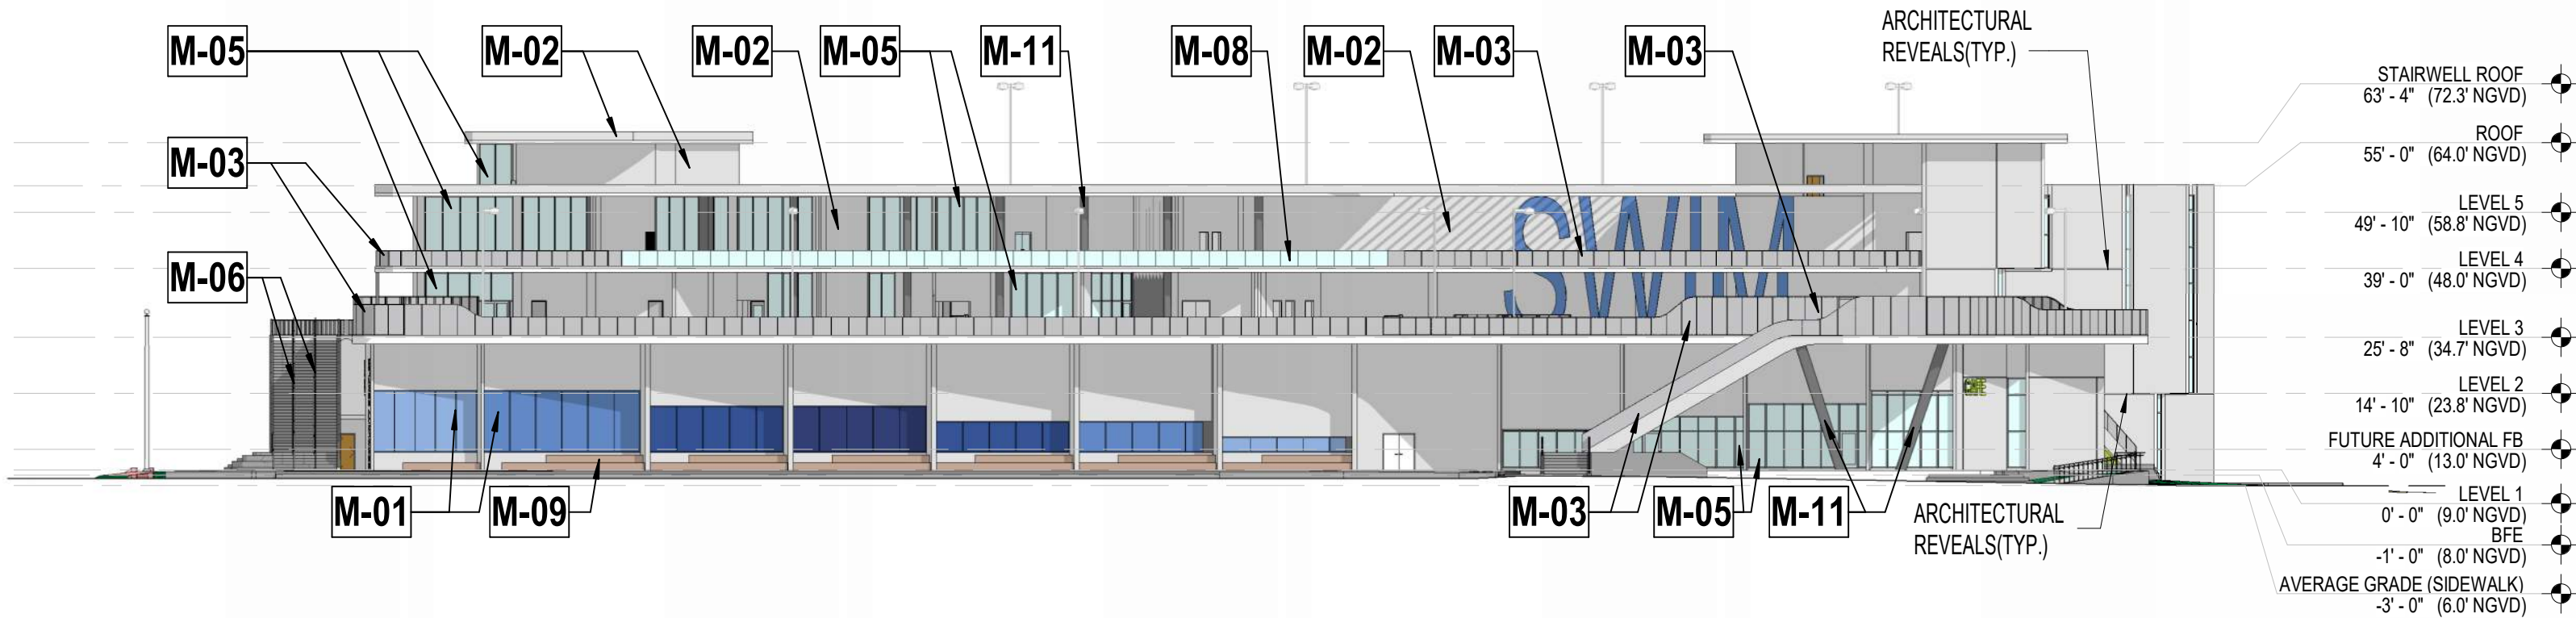 M-05
M-02
M-02
M-05
M-11
M-08
M-02
M-03
M-03
ARCHITECTURAL
REVEALS(TYP.)
M-03
M-06
SWIM
STAIRWELL ROOF
63' - 4" (72.3' NGVD)
ROOF
55' - 0" (64.0' NGVD)
LEVEL 5
49' - 10" (58.8' NGVD)
LEVEL 4
39' - 0" (48.0' NGVD)
LEVEL 3
25' - 8" (34.7' NGVD)
LEVEL 2
14' - 10" (23.8' NGVD)
FUTURE ADDITIONAL FB
4' - 0" (13.0' NGVD)
LEVEL 1
0' - 0" (9.0' NGVD)
BFE
-1' - 0" (8.0' NGVD)
AVERAGE GRADE (SIDEWALK)
-3' - 0" (6.0' NGVD)
M-01
M-09
M-03
M-05
M-11
ARCHITECTURAL
REVEALS(TYP.)